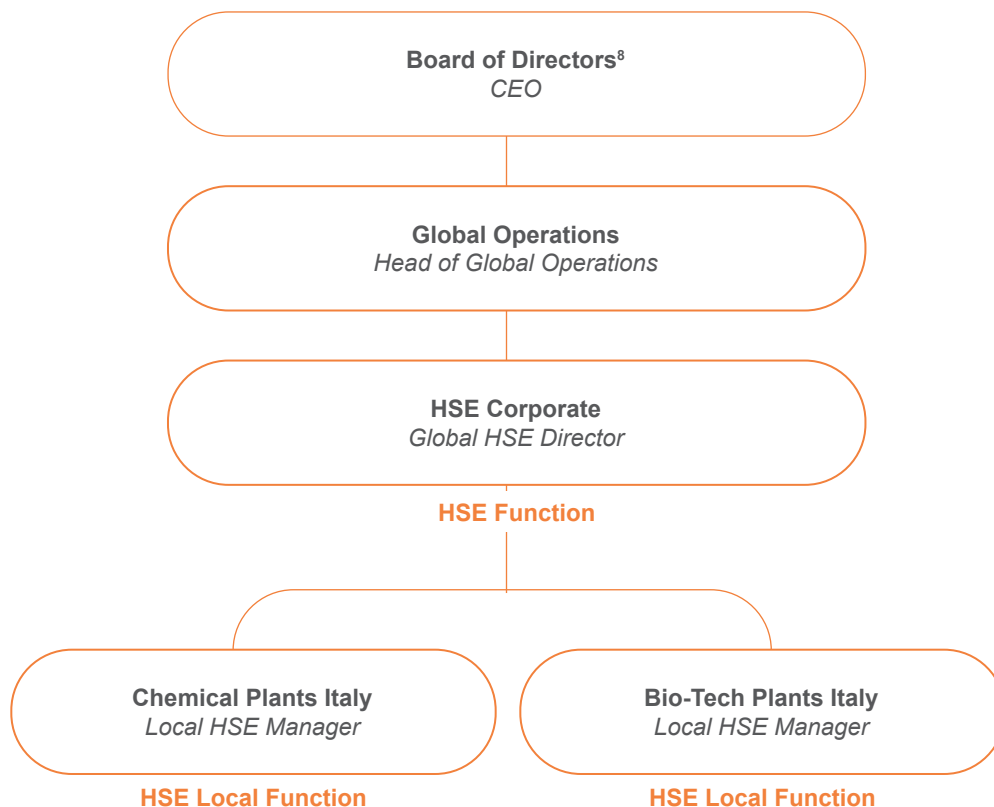 Board of Directors⁸
CEO
Global Operations
Head of Global Operations
HSE Corporate
Global HSE Director
HSE Function
Chemical Plants Italy
Local HSE Manager
Bio-Tech Plants Italy
Local HSE Manager
HSE Local Function
HSE Local Function